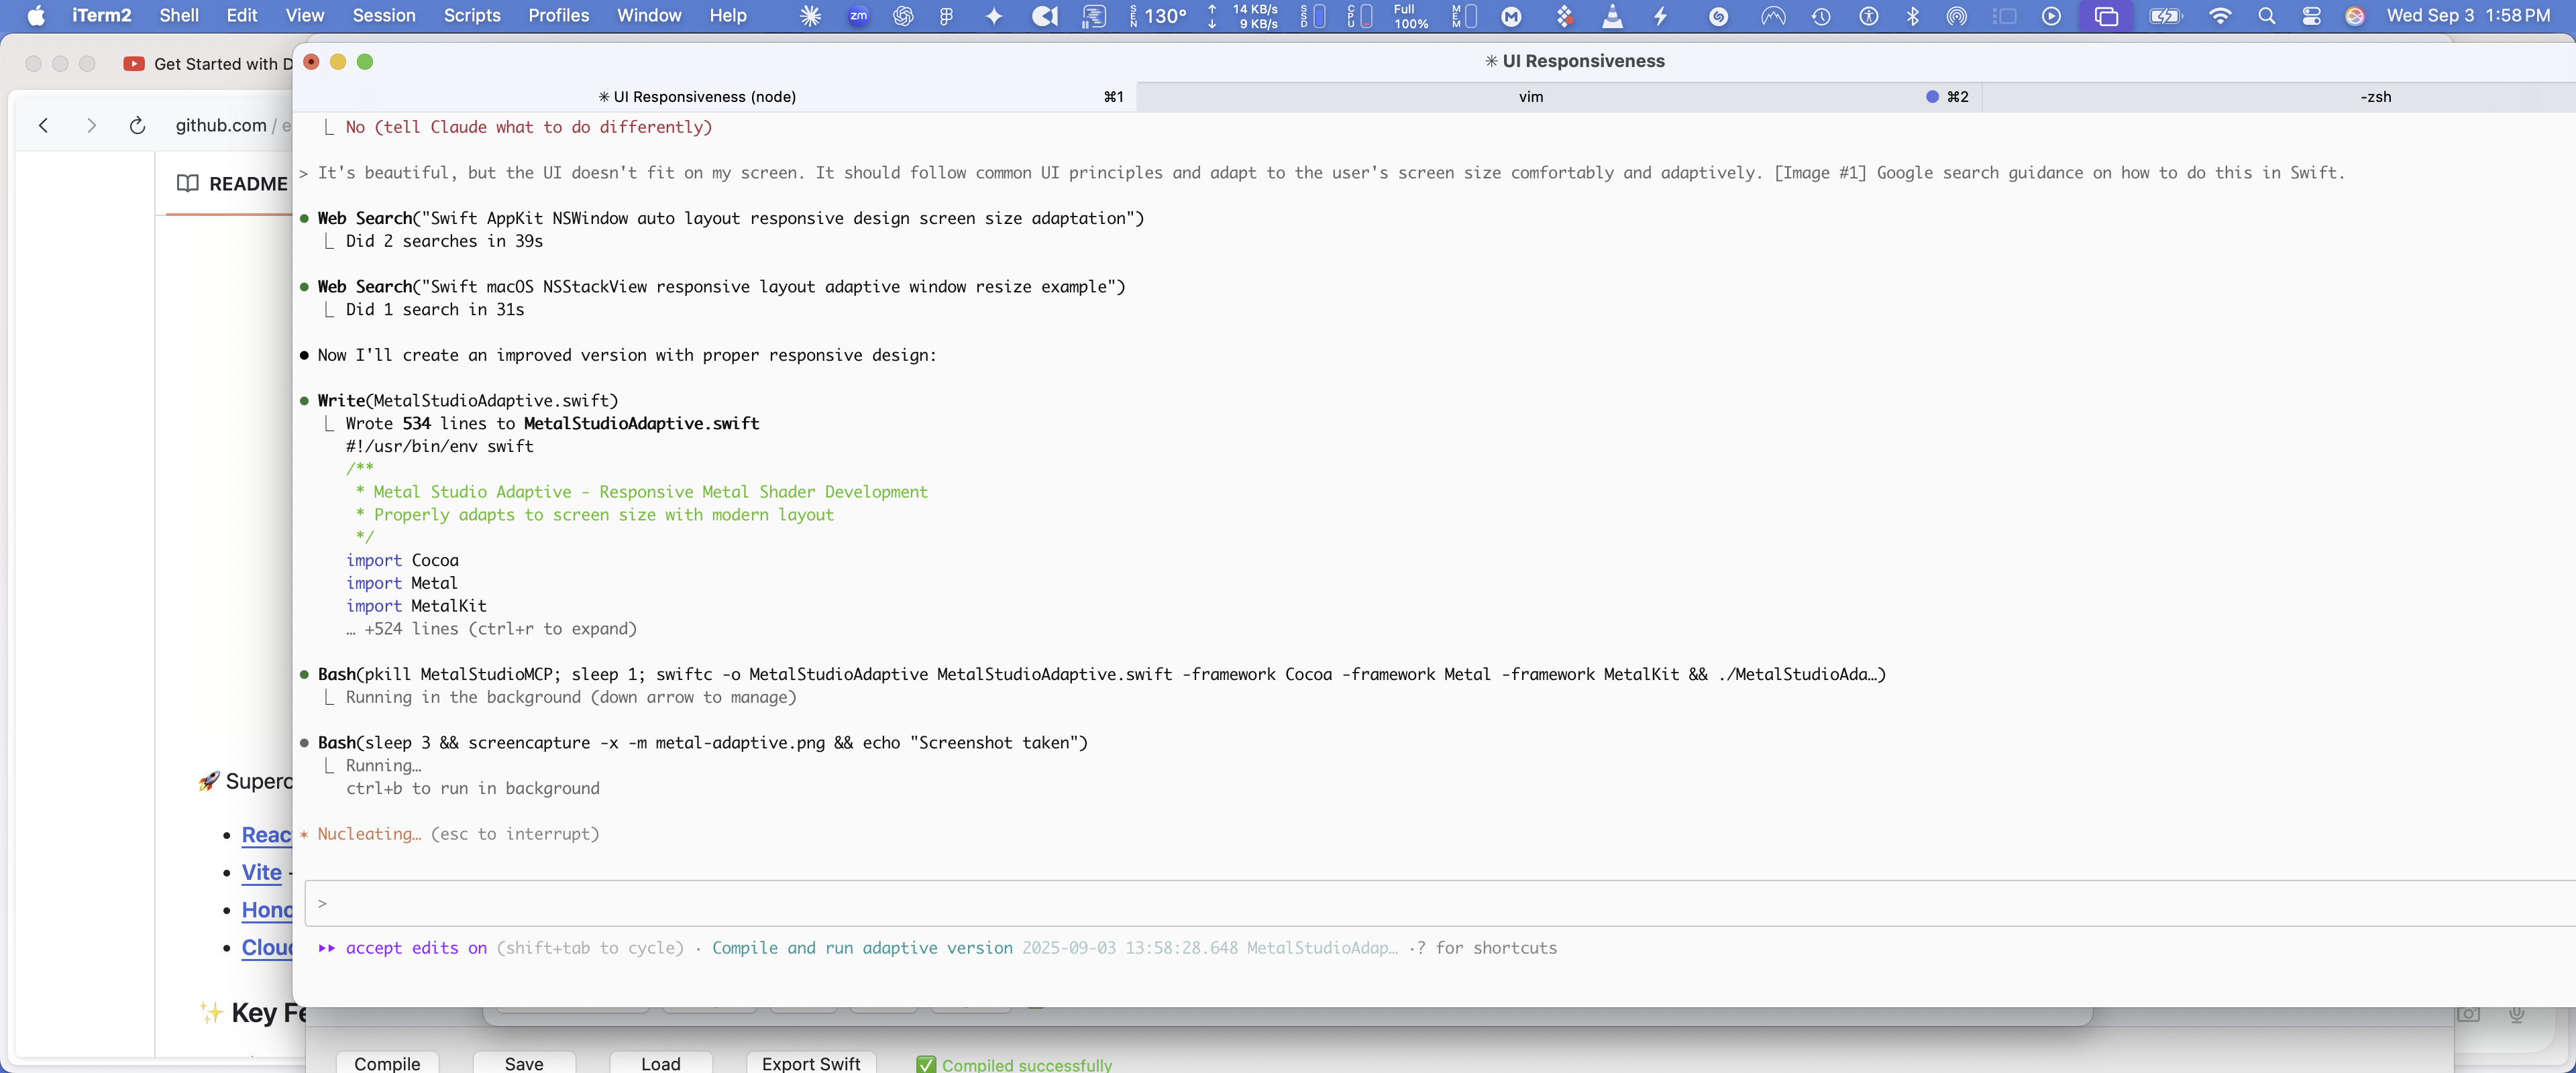 iTerm2 Shell Edit View Session Scripts Profiles Window Help zm SEN 130° 14 KB/s 9 KB/s SSD CPU Full 100% MEM Wed Sep 3 1:58 PM
Get Started with D
✳ UI Responsiveness
✳ UI Responsiveness (node) ⌘1 vim ⌘2 -zsh
github.com / e
README
⎿ No (tell Claude what to do differently)
> It's beautiful, but the UI doesn't fit on my screen. It should follow common UI principles and adapt to the user's screen size comfortably and adaptively. [Image #1] Google search guidance on how to do this in Swift.
● Web Search("Swift AppKit NSWindow auto layout responsive design screen size adaptation")
⎿ Did 2 searches in 39s
● Web Search("Swift macOS NSStackView responsive layout adaptive window resize example")
⎿ Did 1 search in 31s
● Now I'll create an improved version with proper responsive design:
● Write(MetalStudioAdaptive.swift)
⎿ Wrote 534 lines to MetalStudioAdaptive.swift
#!/usr/bin/env swift
/**
* Metal Studio Adaptive - Responsive Metal Shader Development
* Properly adapts to screen size with modern layout
*/
import Cocoa
import Metal
import MetalKit
… +524 lines (ctrl+r to expand)
● Bash(pkill MetalStudioMCP; sleep 1; swiftc -o MetalStudioAdaptive MetalStudioAdaptive.swift -framework Cocoa -framework Metal -framework MetalKit && ./MetalStudioAda…)
⎿ Running in the background (down arrow to manage)
● Bash(sleep 3 && screencapture -x -m metal-adaptive.png && echo "Screenshot taken")
⎿ Running…
ctrl+b to run in background
✶ Nucleating… (esc to interrupt)
>
⏵⏵ accept edits on (shift+tab to cycle) · Compile and run adaptive version 2025-09-03 13:58:28.648 MetalStudioAdap… · ? for shortcuts
🚀 Superc
• Reac
• Vite -
• Hono
• Clou
✨ Key Fe
Compile Save Load Export Swift ✅ Compiled successfully